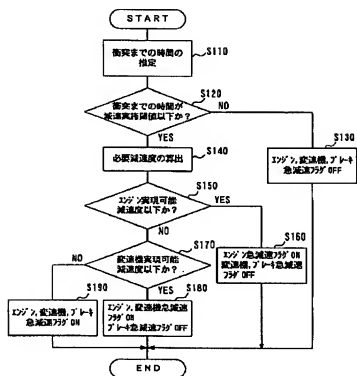 START
S110
衝突までの時間の
推定
S120
衝突までの時間が
減速実施閾値以下か?
NO
YES
S130
エンジン,変速機,ブレーキ
急減速フラグOFF
S140
必要減速度の算出
S150
エンジン実現可能
減速度以下か?
YES
NO
S160
エンジン急減速フラグON
変速機,ブレーキ急減速
フラグOFF
S170
変速機実現可能
減速度以下か?
NO
YES
S190
エンジン,変速機,ブレーキ
急減速フラグON
S180
エンジン,変速機急減速
フラグON
ブレーキ急減速フラグOFF
END